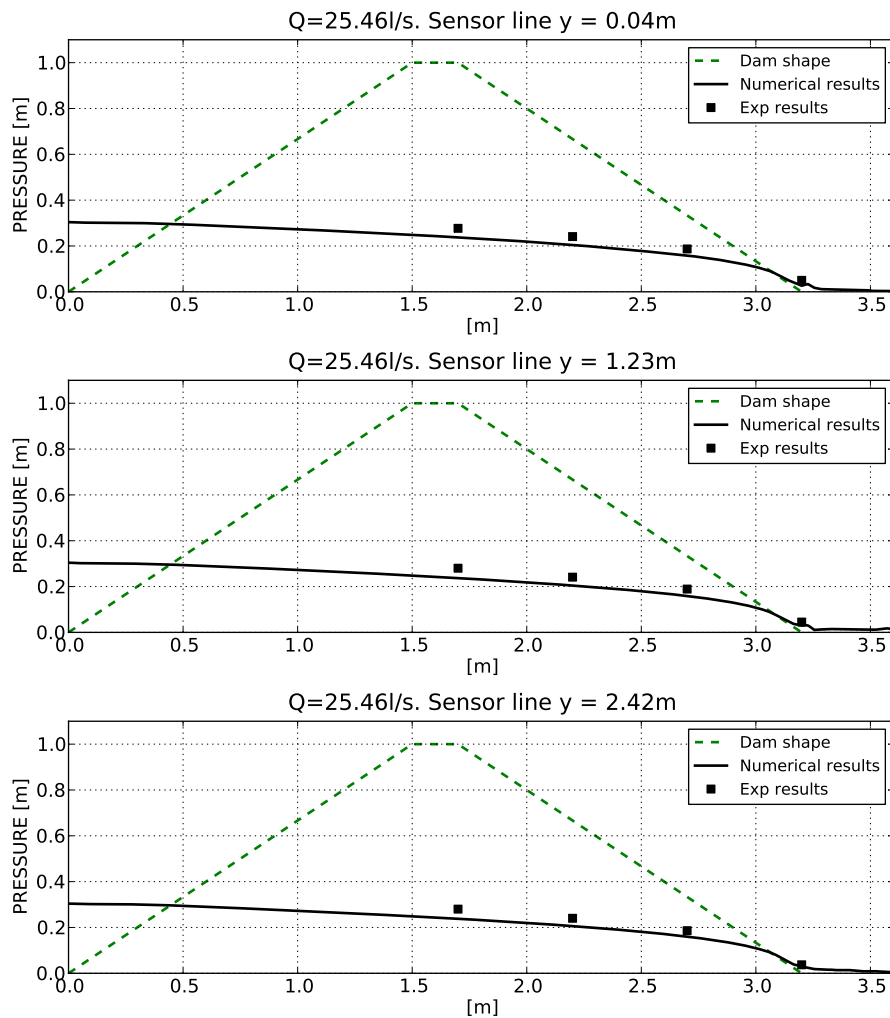 Q=25.46l/s. Sensor line y = 0.04m
Dam shape
Numerical results
Exp results
PRESSURE [m]
1.0
0.8
0.6
0.4
0.2
0.0
0.0 0.5 1.0 1.5 2.0 2.5 3.0 3.5
[m]
Q=25.46l/s. Sensor line y = 1.23m
Dam shape
Numerical results
Exp results
PRESSURE [m]
1.0
0.8
0.6
0.4
0.2
0.0
0.0 0.5 1.0 1.5 2.0 2.5 3.0 3.5
[m]
Q=25.46l/s. Sensor line y = 2.42m
Dam shape
Numerical results
Exp results
PRESSURE [m]
1.0
0.8
0.6
0.4
0.2
0.0
0.0 0.5 1.0 1.5 2.0 2.5 3.0 3.5
[m]